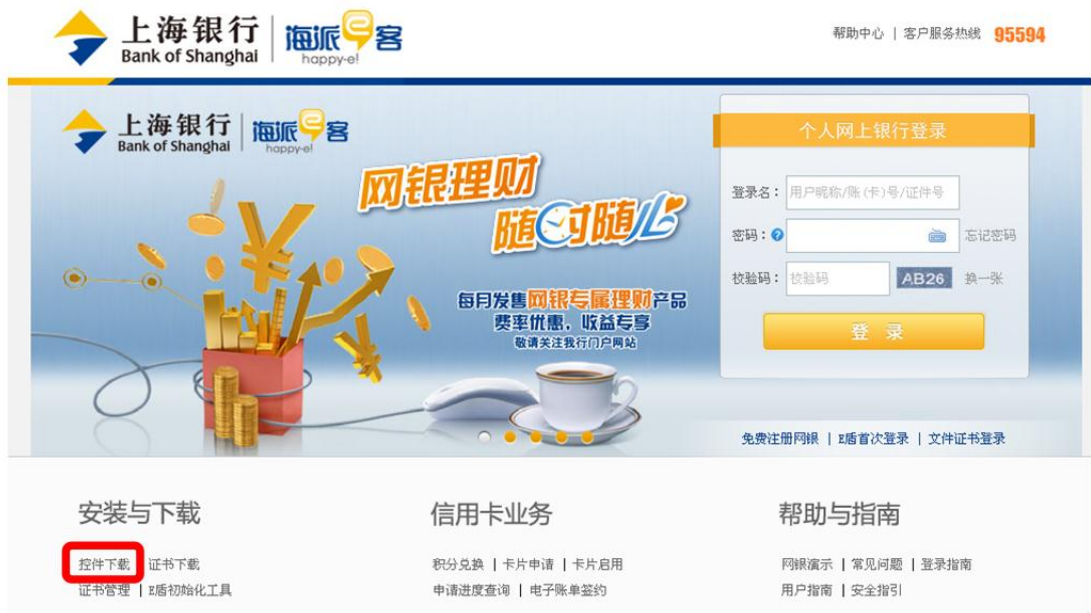 上海银行 海派e客
Bank of Shanghai happy-e!
帮助中心 | 客户服务热线 95594
上海银行 海派e客
Bank of Shanghai happy-e!
网银理财
随时随心
每月发售网银专属理财产品
费率优惠，收益专享
敬请关注我行门户网站
个人网上银行登录
登录名： 用户昵称/账(卡)号/证件号
密码： 忘记密码
校验码： 校验码 AB26 换一张
登 录
免费注册网银 | E盾首次登录 | 文件证书登录
安装与下载
控件下载 证书下载
证书管理 | E盾初始化工具
信用卡业务
积分兑换 | 卡片申请 | 卡片启用
申请进度查询 | 电子账单签约
帮助与指南
网银演示 | 常见问题 | 登录指南
用户指南 | 安全指引